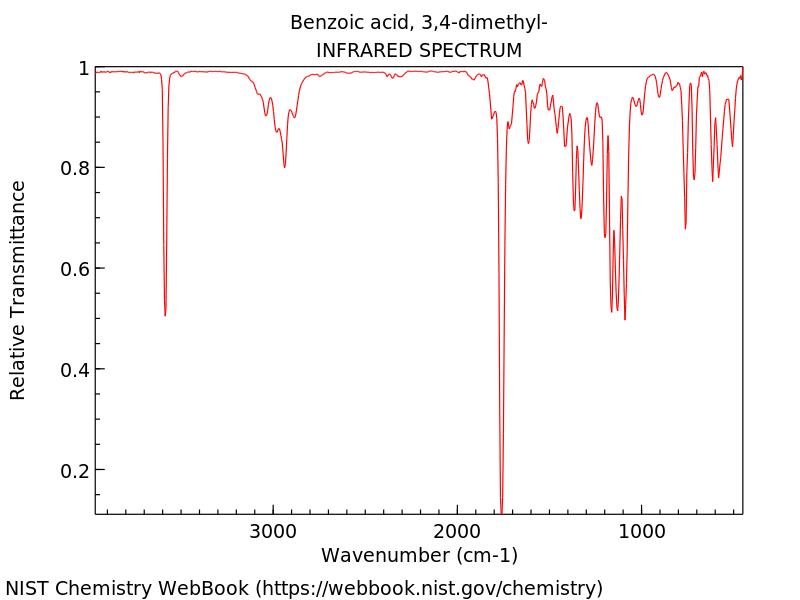 Benzoic acid, 3,4-dimethyl-
INFRARED SPECTRUM
1
0.8
0.6
0.4
0.2
Relative Transmittance
3000 2000 1000
Wavenumber (cm-1)
NIST Chemistry WebBook (https://webbook.nist.gov/chemistry)